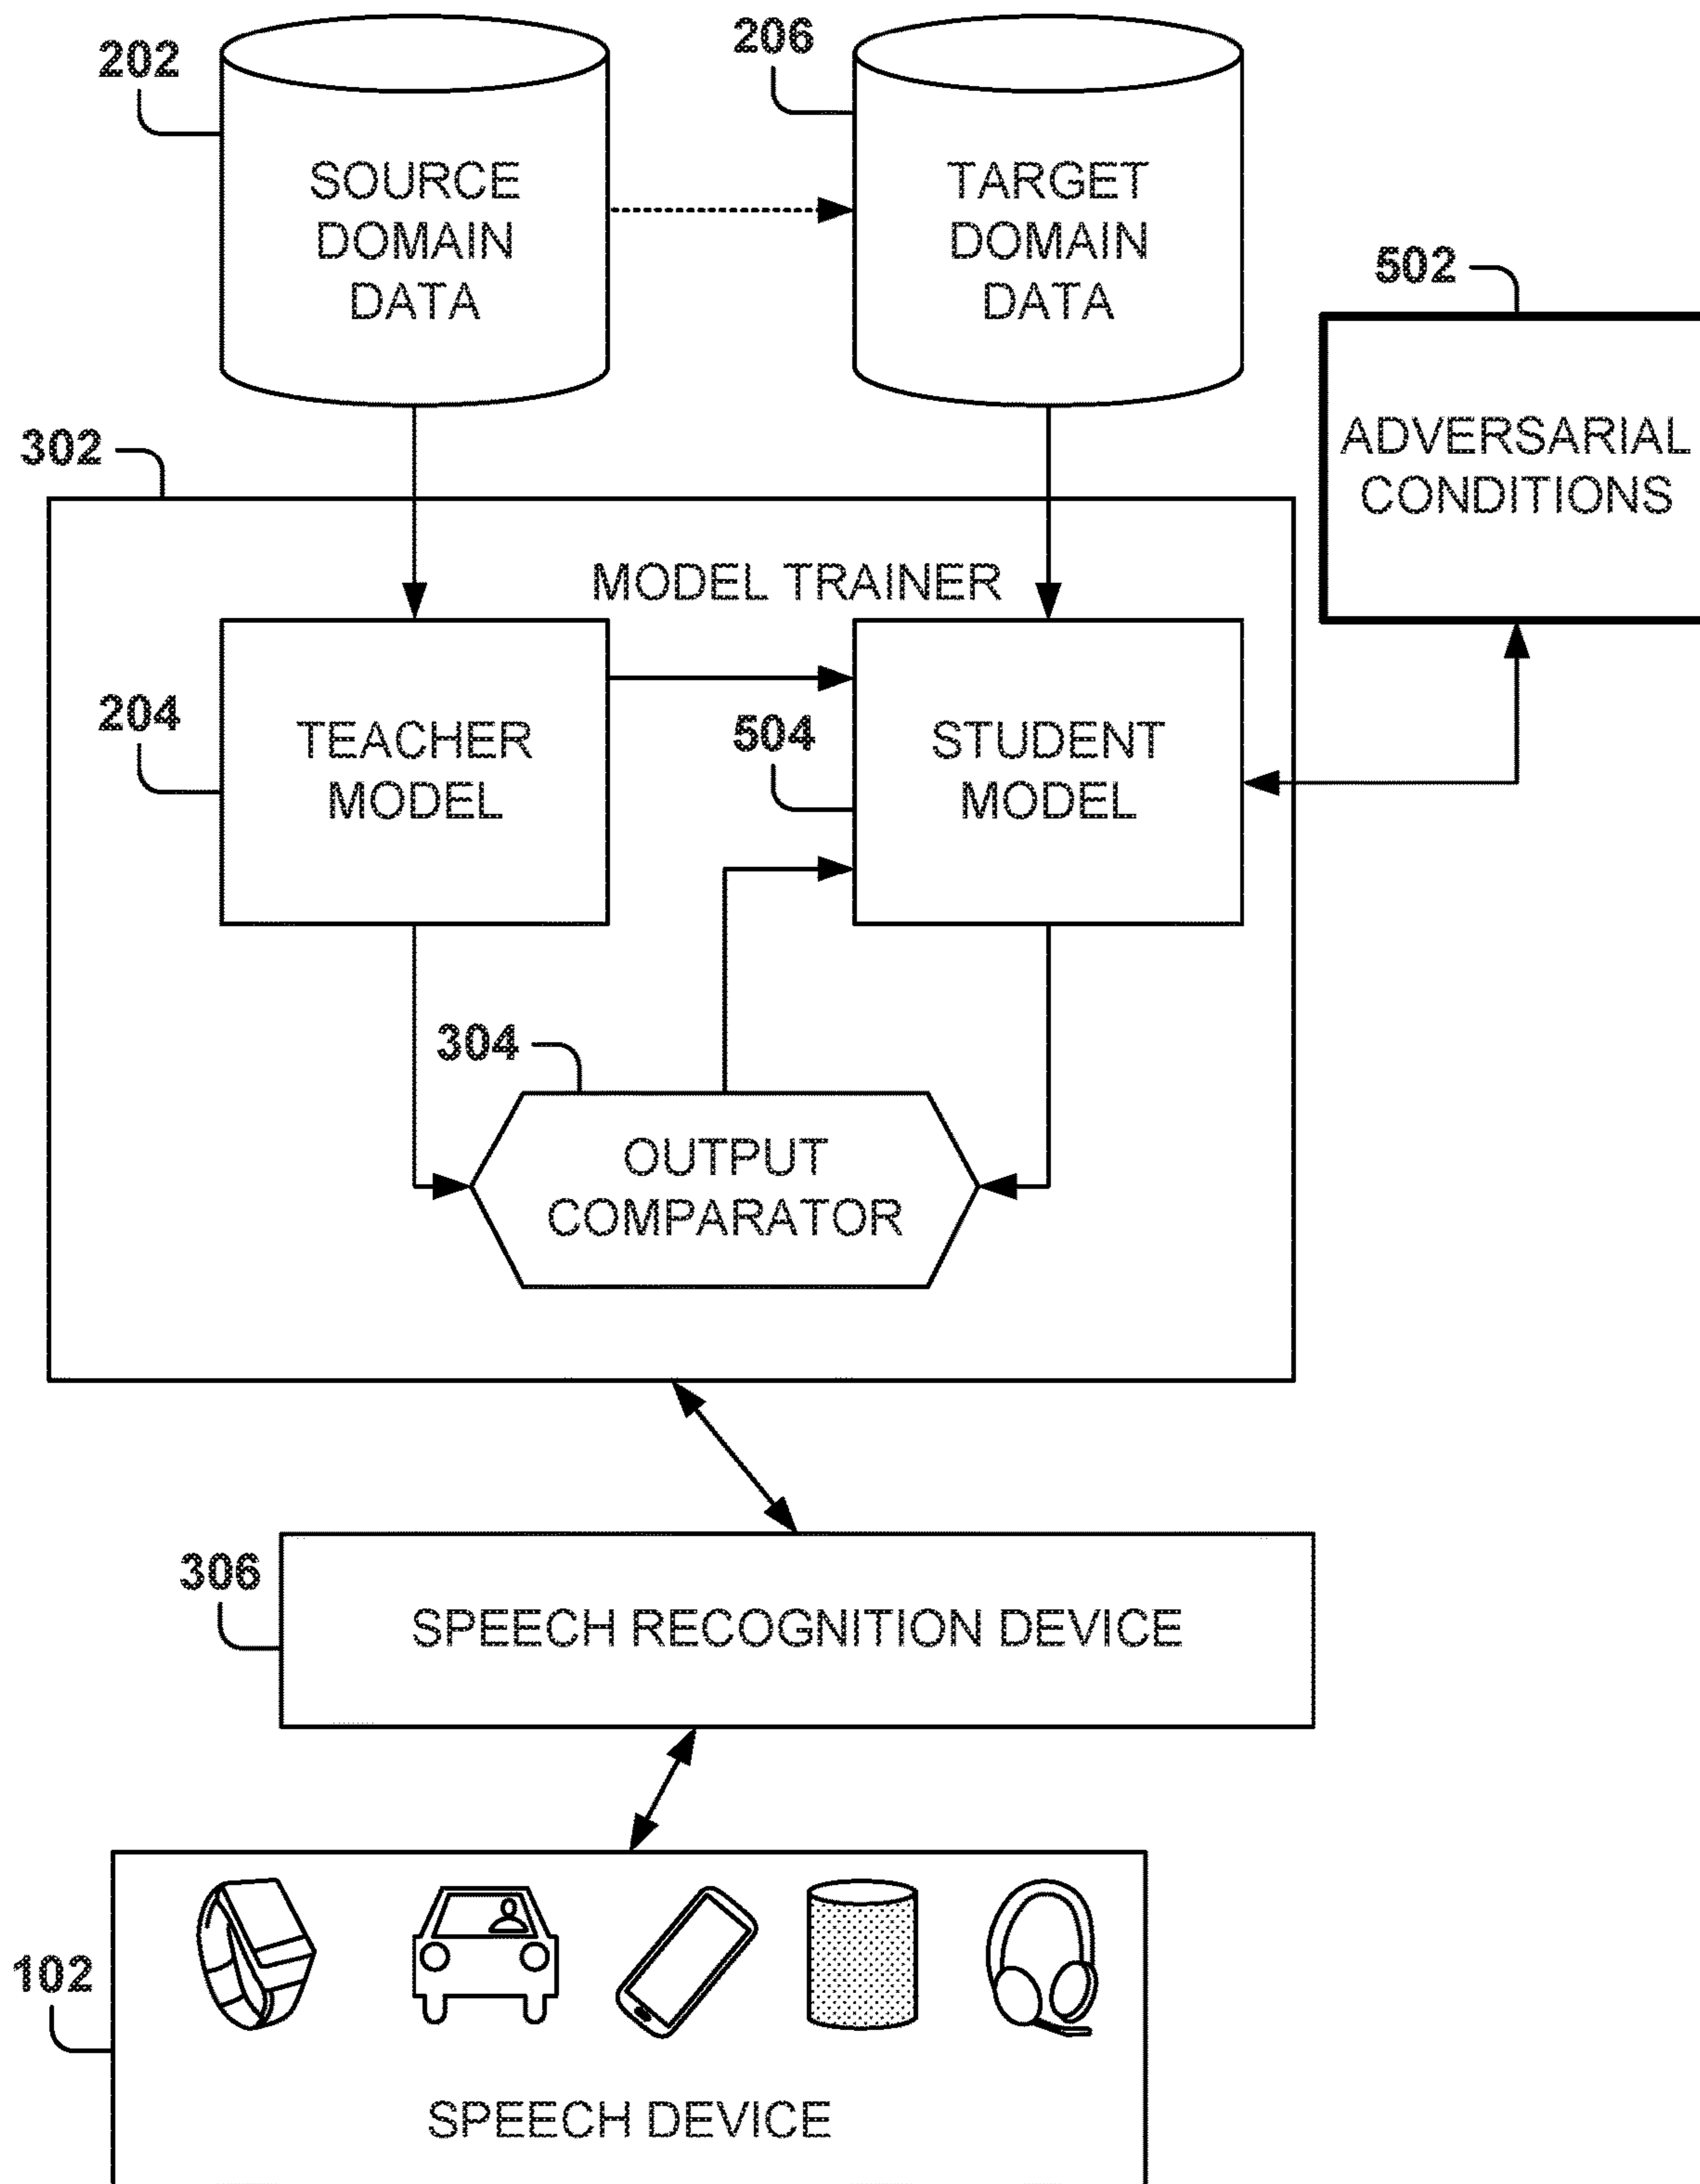 202
206
SOURCE
DOMAIN
DATA
TARGET
DOMAIN
DATA
502
ADVERSARIAL
CONDITIONS
302
MODEL TRAINER
204
TEACHER
MODEL
504
STUDENT
MODEL
304
OUTPUT
COMPARATOR
306
SPEECH RECOGNITION DEVICE
102
SPEECH DEVICE